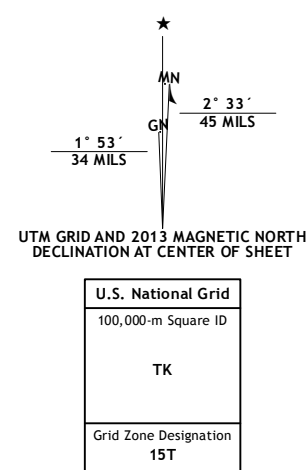 ★
MN
2° 33´
45 MILS
GN
1° 53´
34 MILS
UTM GRID AND 2013 MAGNETIC NORTH
DECLINATION AT CENTER OF SHEET
U.S. National Grid
100,000-m Square ID
TK
Grid Zone Designation
15T